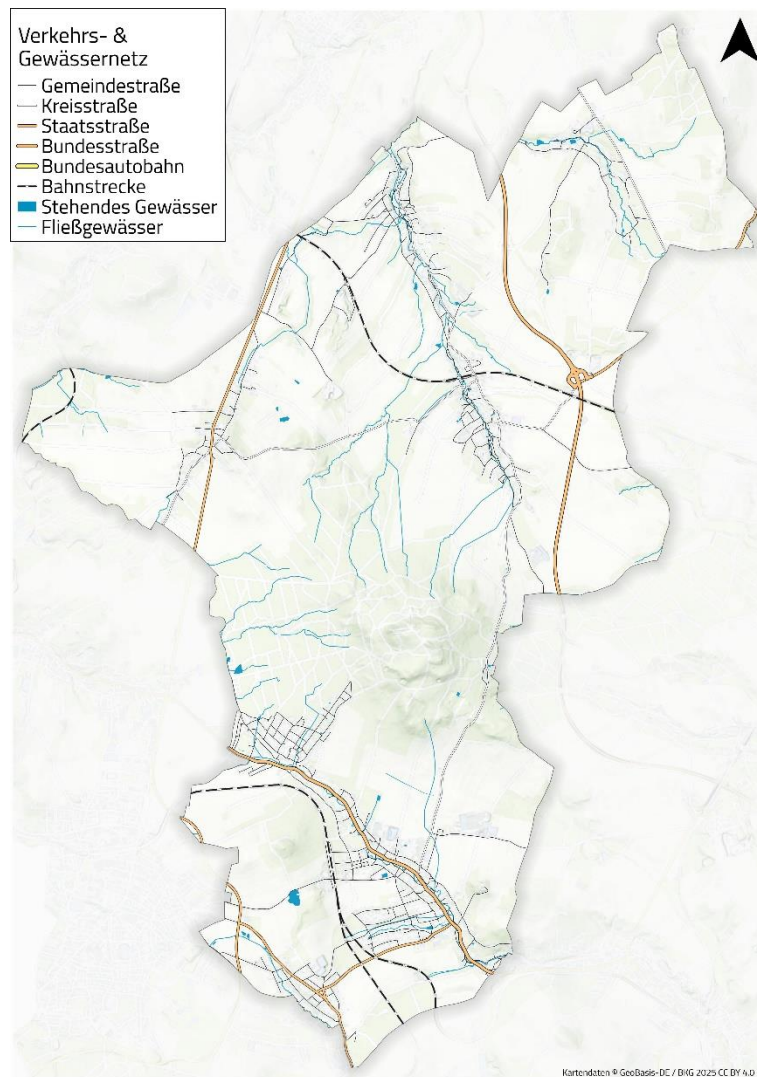 Verkehrs- &
Gewässernetz
Gemeindestraße
Kreisstraße
Staatsstraße
Bundesstraße
Bundesautobahn
Bahnstrecke
Stehendes Gewässer
Fließgewässer
Kartendaten © GeoBasis-DE / BKG 2025 CC BY 4.0